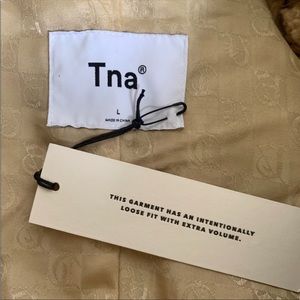 Tna®
L
MADE IN CHINA
THIS GARMENT HAS AN INTENTIONALLY
LOOSE FIT WITH EXTRA VOLUME.